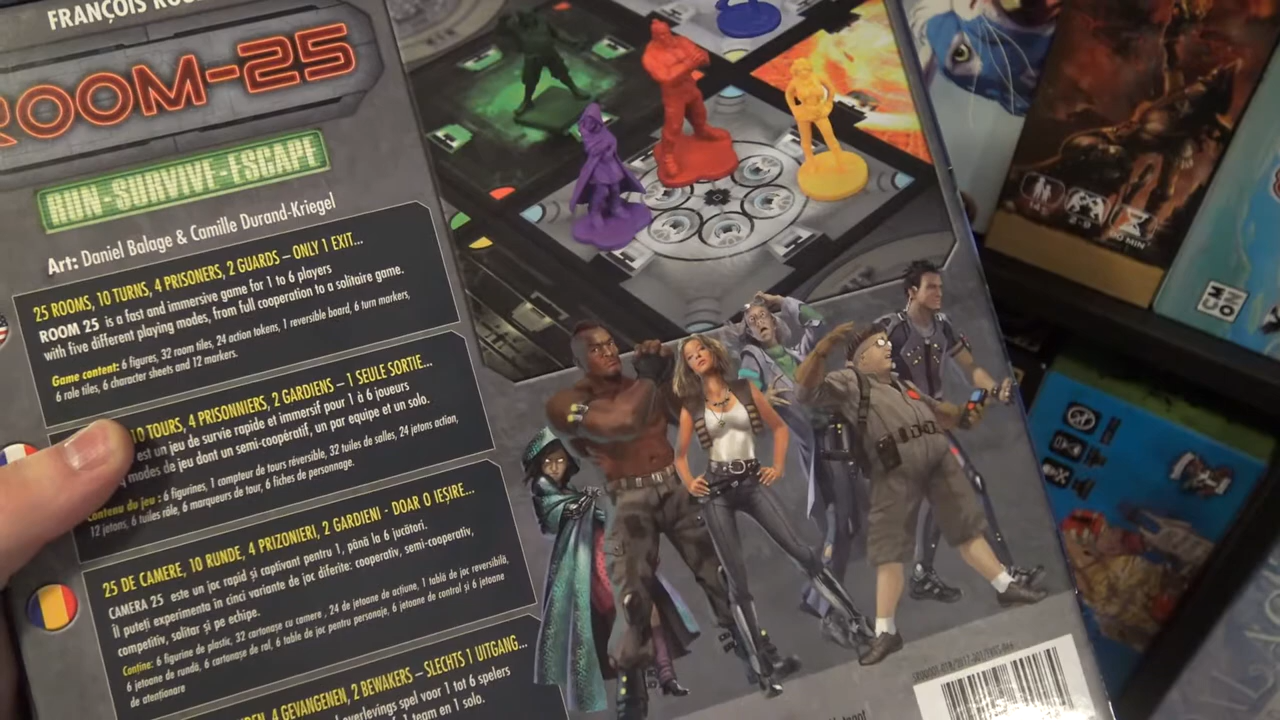 FRANÇOIS
ROOM-25
RUN-SURVIVE-ESCAPE
Art: Daniel Balage & Camille Durand-Kriegel
25 ROOMS, 10 TURNS, 4 PRISONERS, 2 GUARDS – ONLY 1 EXIT...
ROOM 25 is a fast and immersive game for 1 to 6 players
with five different playing modes, from full cooperation to a solitaire game.
Game content: 6 figures, 32 room tiles, 24 action tokens, 1 reversible board, 6 turn markers,
6 role tiles, 6 character sheets and 12 markers.
10 TOURS, 4 PRISONNIERS, 2 GARDIENS – 1 SEULE SORTIE...
est un jeu de survie rapide et immersif pour 1 à 6 joueurs
modes de jeu dont un semi-coopératif, un par equipe et un solo.
Contenu du jeu : 6 figurines, 1 compteur de tours réversible, 32 tuiles de salles, 24 jetons action,
12 jetons, 6 tuiles rôle, 6 marqueurs de tour, 6 fiches de personnage.
25 DE CAMERE, 10 RUNDE, 4 PRIZONIERI, 2 GARDIENI - DOAR O IEȘIRE...
CAMERA 25 este un joc rapid și captivant pentru 1, până la 6 jucători.
Îl puteți experimenta în cinci variante de joc diferite: cooperativ, semi-cooperativ,
competitiv, solitar și pe echipe.
Conține: 6 figurine de plastic, 32 cartonașe cu camere, 24 de jetoane de acțiune, 1 tablă de joc reversibilă,
6 jetoane de rundă, 6 cartonașe de rol, 6 table de joc pentru personaje, 6 jetoane de control și 6 jetoane
de atenționare
4 GEVANGENEN, 2 BEWAKERS – SLECHTS 1 UITGANG...
overlevings spel voor 1 tot 6 spelers
1 team en 1 solo.
CM
ON